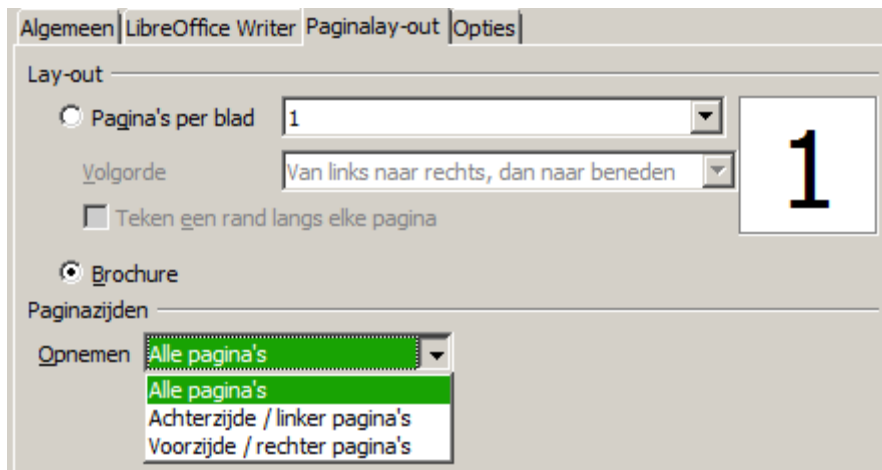 Algemeen LibreOffice Writer Paginalay-out Opties
Lay-out
Pagina's per blad 1
1
Volgorde Van links naar rechts, dan naar beneden
Teken een rand langs elke pagina
Brochure
Paginazijden
Opnemen Alle pagina's
Alle pagina's
Achterzijde / linker pagina's
Voorzijde / rechter pagina's